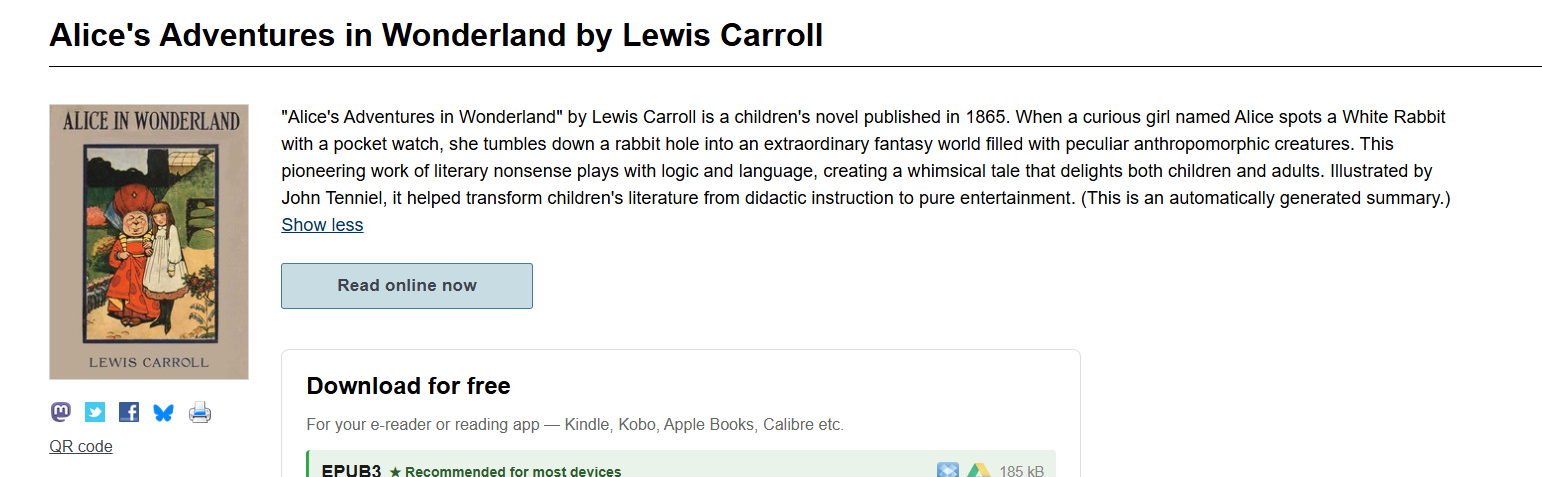 Alice's Adventures in Wonderland by Lewis Carroll
ALICE IN WONDERLAND
LEWIS CARROLL
QR code
"Alice's Adventures in Wonderland" by Lewis Carroll is a children's novel published in 1865. When a curious girl named Alice spots a White Rabbit
with a pocket watch, she tumbles down a rabbit hole into an extraordinary fantasy world filled with peculiar anthropomorphic creatures. This
pioneering work of literary nonsense plays with logic and language, creating a whimsical tale that delights both children and adults. Illustrated by
John Tenniel, it helped transform children's literature from didactic instruction to pure entertainment. (This is an automatically generated summary.)
Show less
Read online now
Download for free
For your e-reader or reading app — Kindle, Kobo, Apple Books, Calibre etc.
EPUB3 ★ Recommended for most devices 185 kB